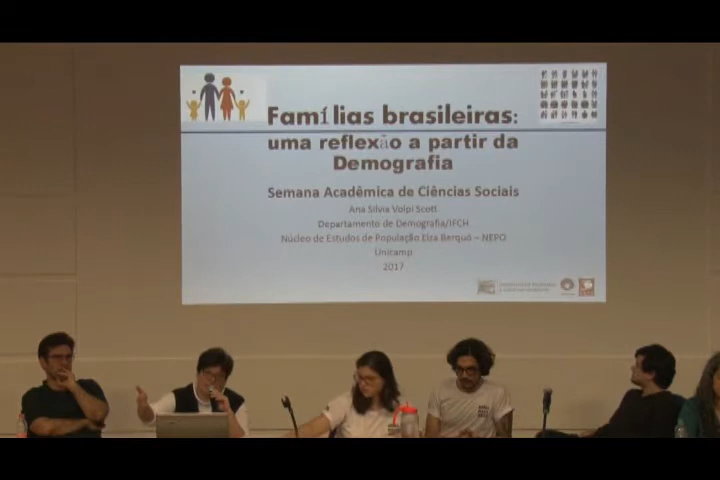 Famílias brasileiras:
uma reflexão a partir da
Demografia
Semana Acadêmica de Ciências Sociais
Ana Silvia Volpi Scott
Departamento de Demografia/IFCH
Núcleo de Estudos de População Elza Berquó – NEPO
Unicamp
2017